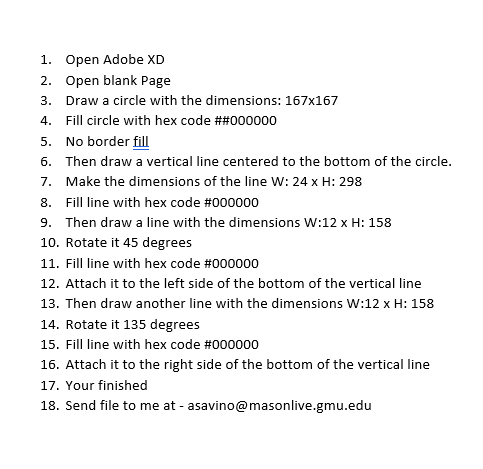 1. Open Adobe XD
2. Open blank Page
3. Draw a circle with the dimensions: 167x167
4. Fill circle with hex code ##000000
5. No border fill
6. Then draw a vertical line centered to the bottom of the circle.
7. Make the dimensions of the line W: 24 x H: 298
8. Fill line with hex code #000000
9. Then draw a line with the dimensions W:12 x H: 158
10. Rotate it 45 degrees
11. Fill line with hex code #000000
12. Attach it to the left side of the bottom of the vertical line
13. Then draw another line with the dimensions W:12 x H: 158
14. Rotate it 135 degrees
15. Fill line with hex code #000000
16. Attach it to the right side of the bottom of the vertical line
17. Your finished
18. Send file to me at - asavino@masonlive.gmu.edu